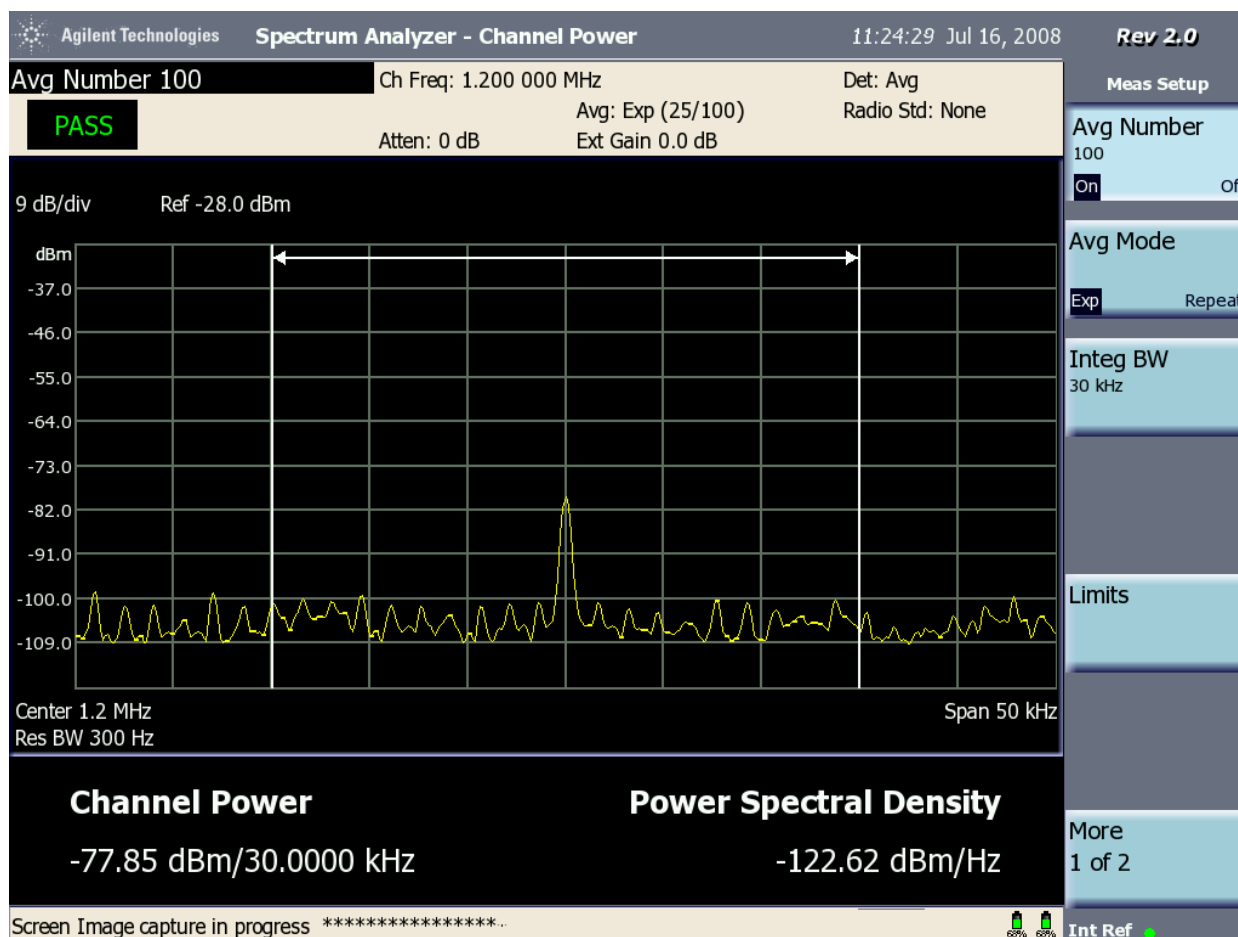 Agilent Technologies Spectrum Analyzer - Channel Power 11:24:29 Jul 16, 2008 Rev 2.0
Avg Number 100 Ch Freq: 1.200 000 MHz Det: Avg
PASS Avg: Exp (25/100) Radio Std: None
Atten: 0 dB Ext Gain 0.0 dB
Meas Setup
Avg Number
100
On Of
Avg Mode
Exp Repeat
Integ BW
30 kHz
Limits
More
1 of 2
9 dB/div Ref -28.0 dBm
dBm
-37.0
-46.0
-55.0
-64.0
-73.0
-82.0
-91.0
-100.0
-109.0
Center 1.2 MHz Span 50 kHz
Res BW 300 Hz
Channel Power Power Spectral Density
-77.85 dBm/30.0000 kHz -122.62 dBm/Hz
Screen Image capture in progress ****************.. 68% 68% Int Ref